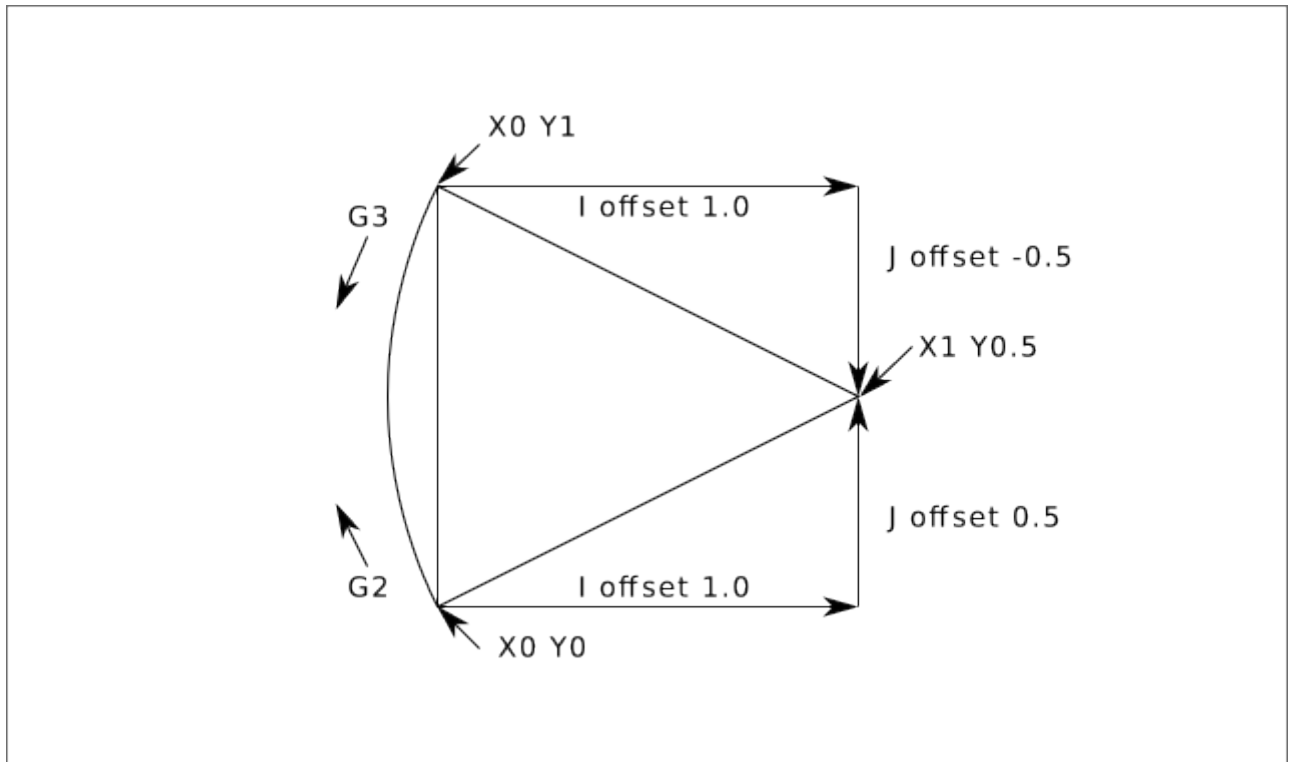 X0 Y1
I offset 1.0
G3
J offset -0.5
X1 Y0.5
J offset 0.5
I offset 1.0
G2
X0 Y0